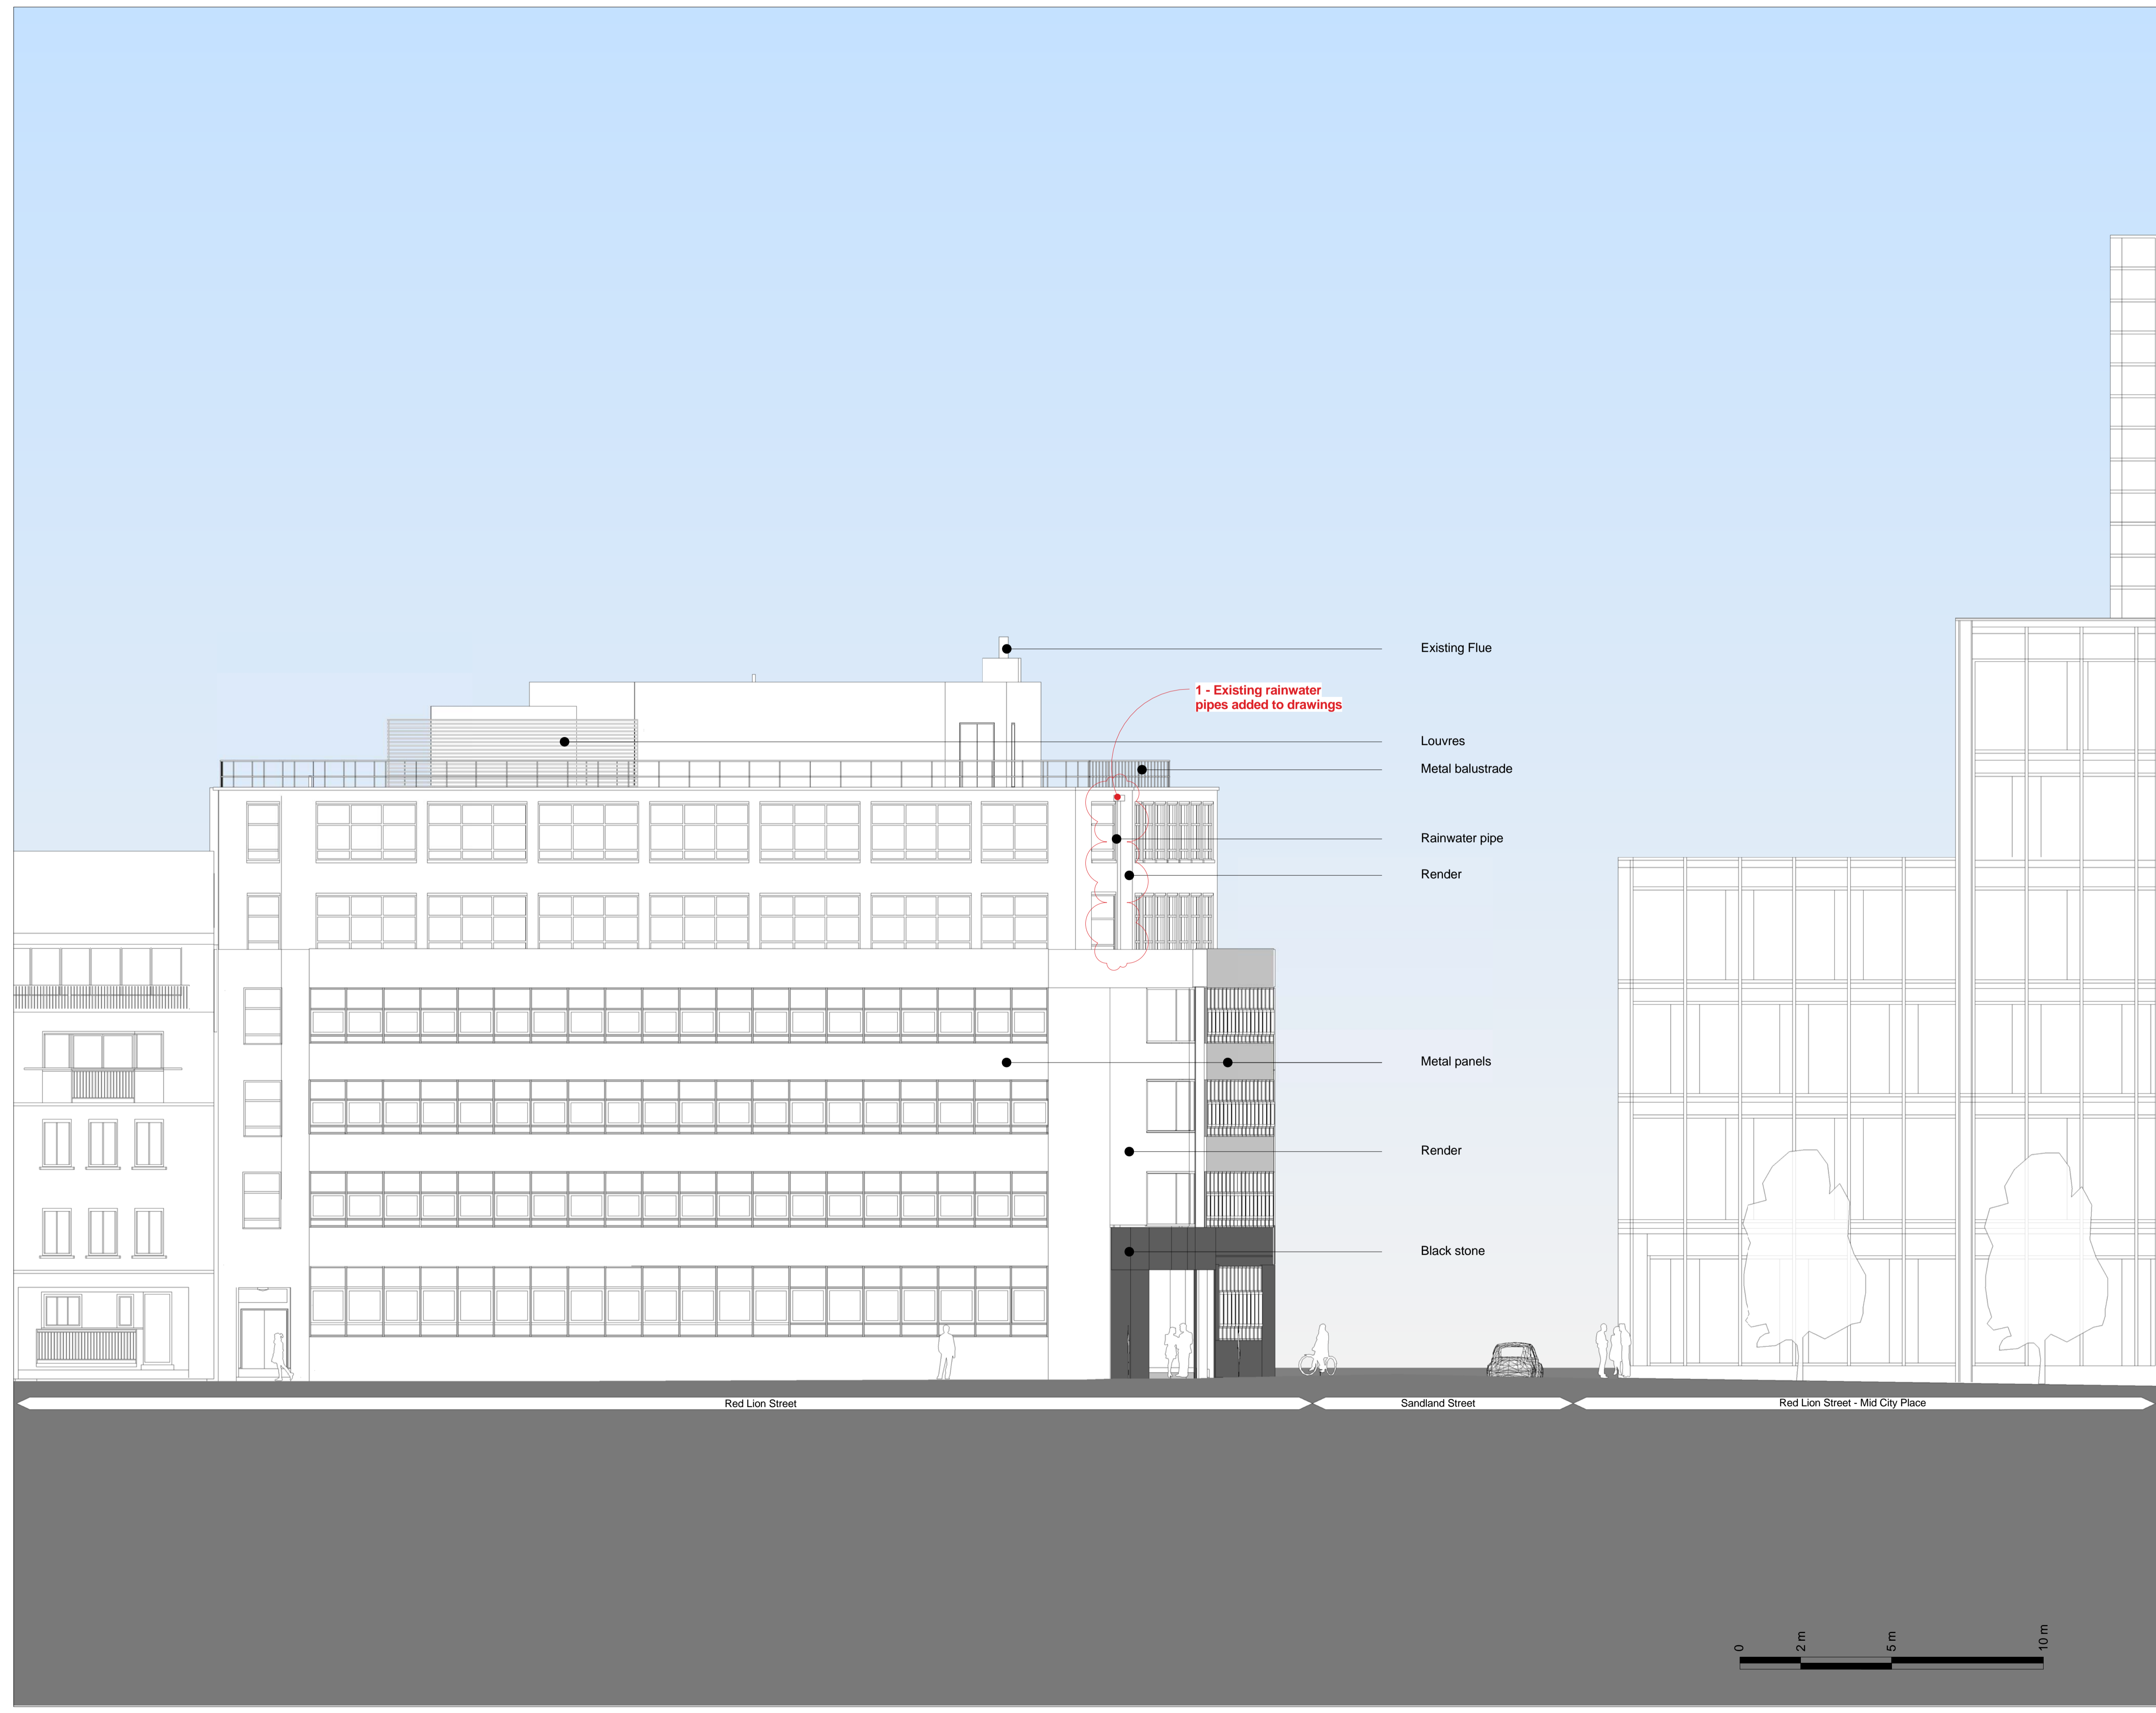 Existing Flue
1 - Existing rainwater
pipes added to drawings
Louvres
Metal balustrade
Rainwater pipe
Render
Metal panels
Render
Black stone
Red Lion Street
Sandland Street
Red Lion Street - Mid City Place
0
2 m
5 m
10 m